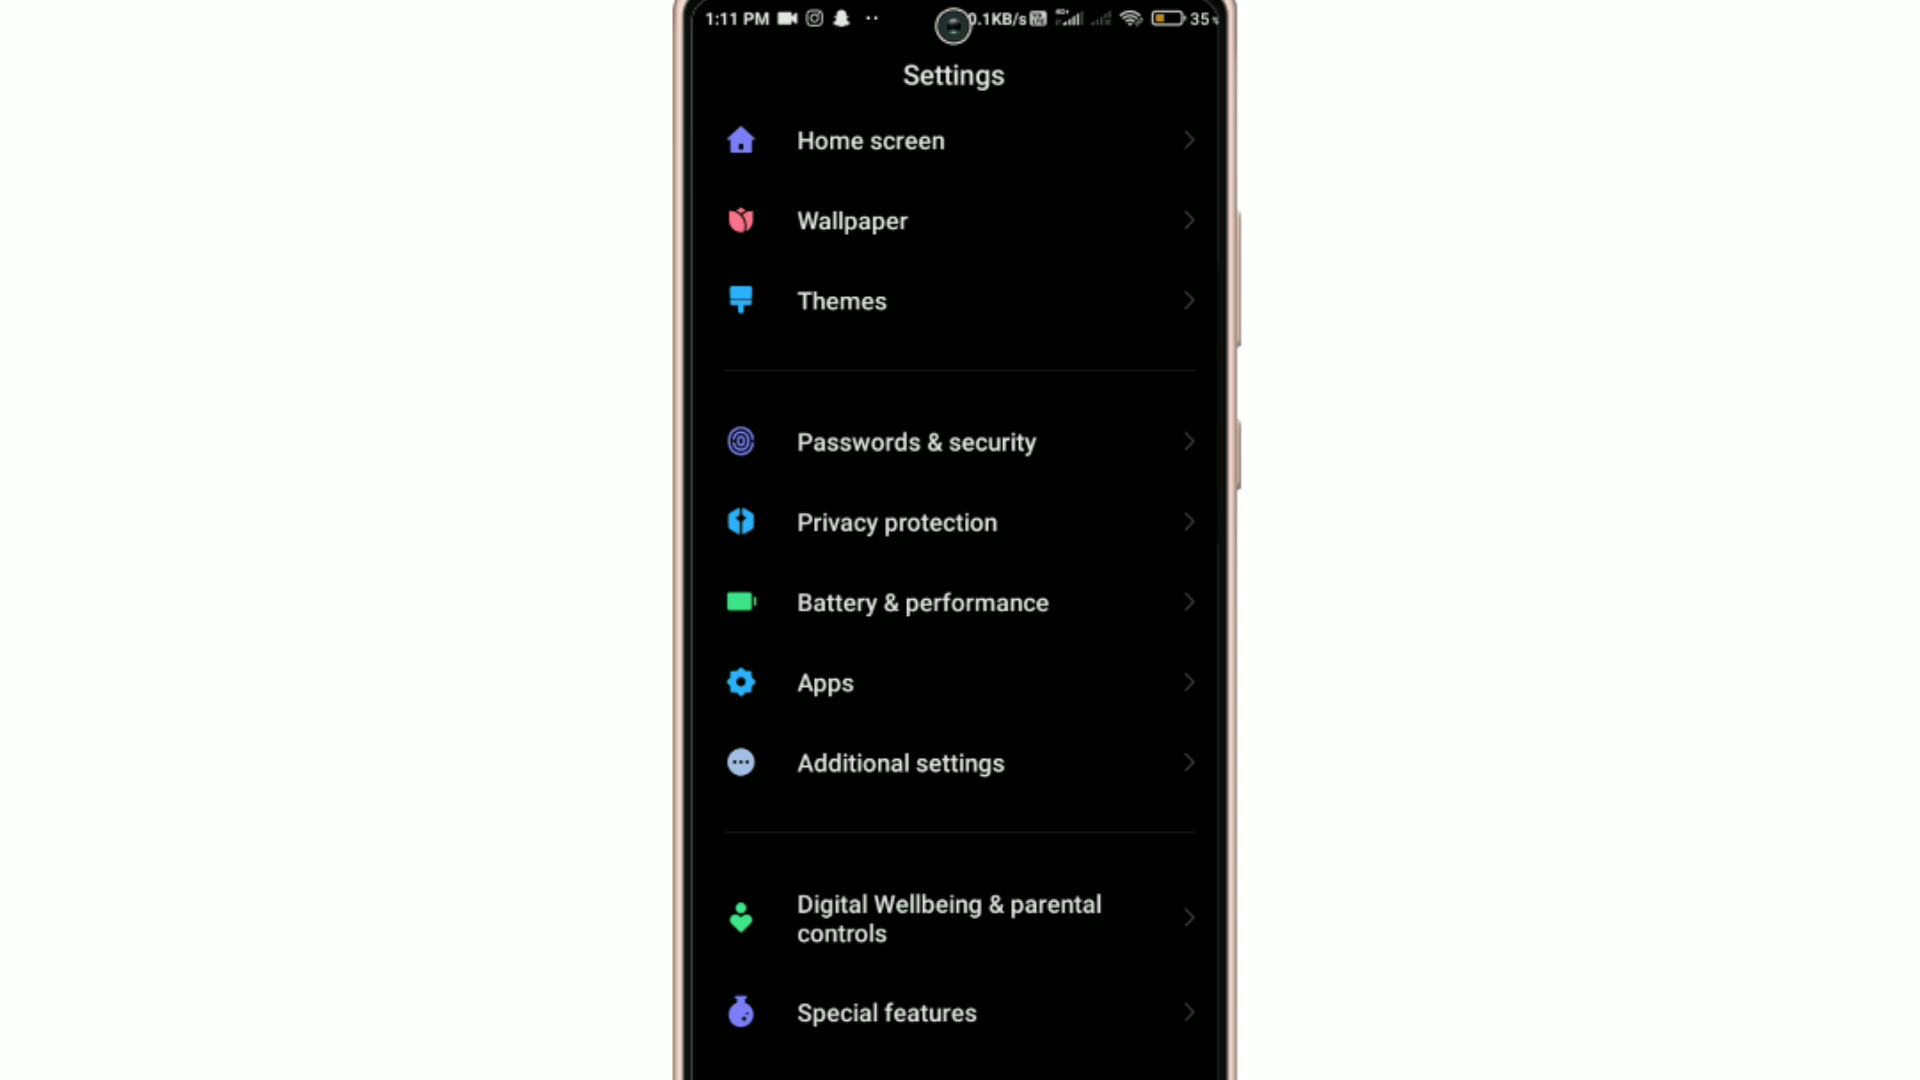 1:11 PM 0.1KB/s 4G+ 35
Settings
Home screen
Wallpaper
Themes
Passwords & security
Privacy protection
Battery & performance
Apps
Additional settings
Digital Wellbeing & parental
controls
Special features